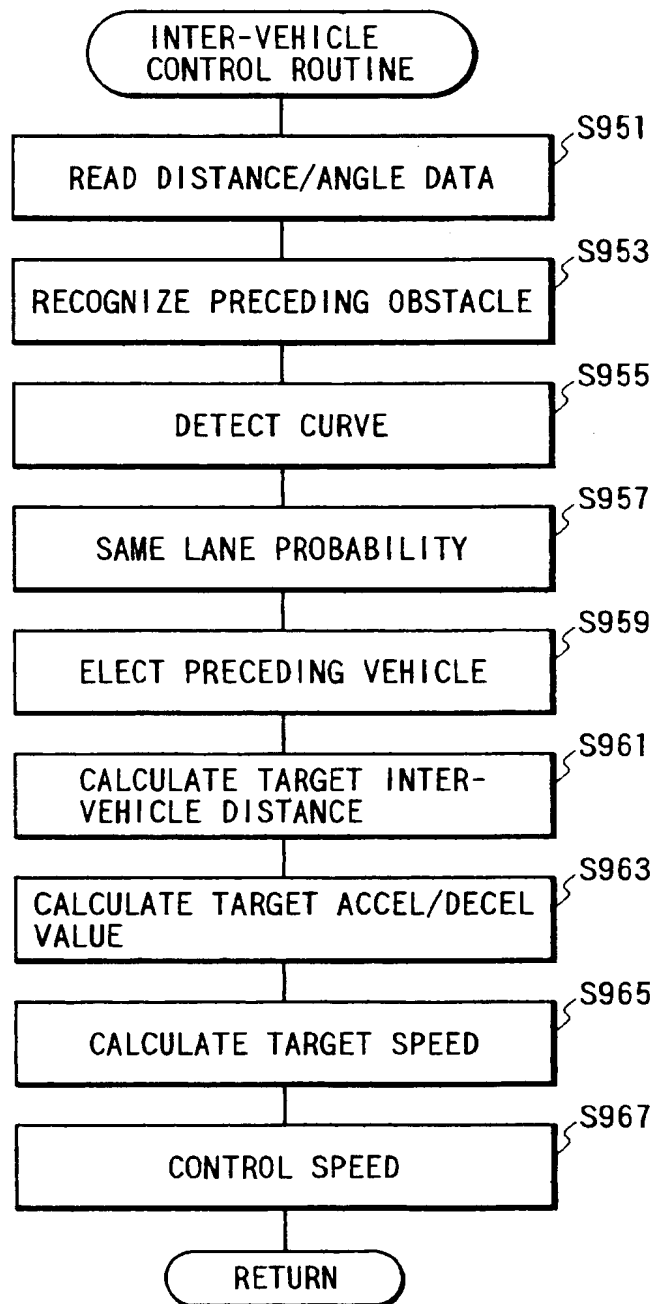 INTER-VEHICLE
CONTROL ROUTINE
S951
READ DISTANCE/ANGLE DATA
S953
RECOGNIZE PRECEDING OBSTACLE
S955
DETECT CURVE
S957
SAME LANE PROBABILITY
S959
ELECT PRECEDING VEHICLE
S961
CALCULATE TARGET INTER-
VEHICLE DISTANCE
S963
CALCULATE TARGET ACCEL/DECEL
VALUE
S965
CALCULATE TARGET SPEED
S967
CONTROL SPEED
RETURN